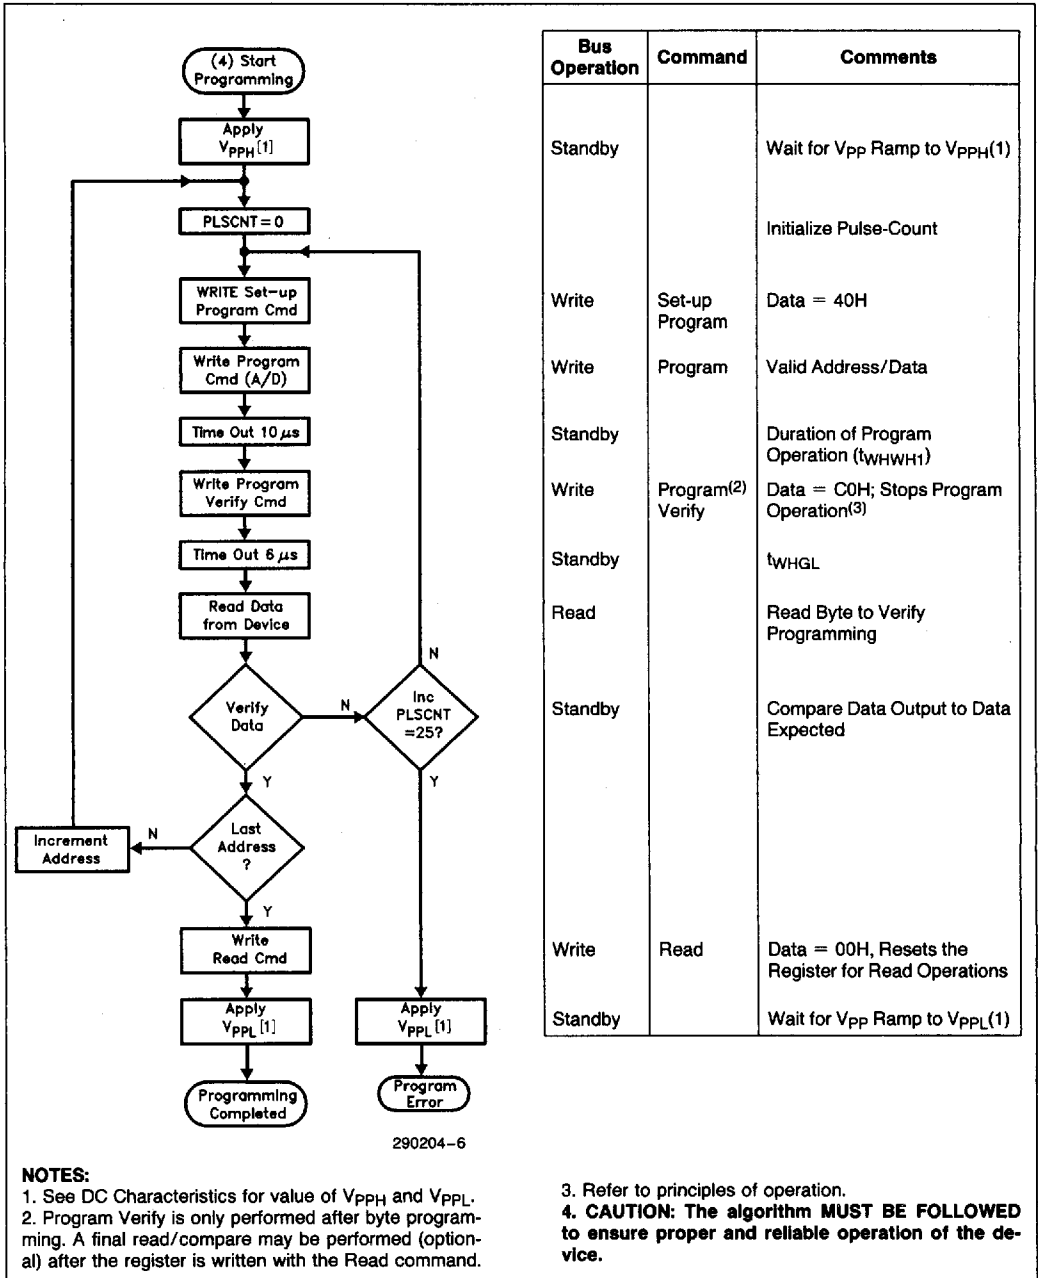 (4) Start
Programming
Apply
VPPH[1]
PLSCNT = 0
WRITE Set-up
Program Cmd
Write Program
Cmd (A/D)
Time Out 10 μs
Write Program
Verify Cmd
Time Out 6 μs
Read Data
from Device
Verify
Data
N
Inc
PLSCNT
=25?
N
Y
Y
Last
Address
?
N
Increment
Address
Y
Write
Read Cmd
Apply
VPPL[1]
Programming
Completed
Apply
VPPL[1]
Program
Error
290204-6
Bus
Operation
Command
Comments
Standby
Wait for VPP Ramp to VPPH(1)
Initialize Pulse-Count
Write Set-up Data = 40H
Program
Write Program Valid Address/Data
Standby Duration of Program
Operation (tWHWH1)
Write Program(2) Data = C0H; Stops Program
Verify Operation(3)
Standby tWHGL
Read Read Byte to Verify
Programming
Standby Compare Data Output to Data
Expected
Write Read Data = 00H, Resets the
Register for Read Operations
Standby Wait for VPP Ramp to VPPL(1)
NOTES:
1. See DC Characteristics for value of VPPH and VPPL.
2. Program Verify is only performed after byte program-
ming. A final read/compare may be performed (option-
al) after the register is written with the Read command.
3. Refer to principles of operation.
4. CAUTION: The algorithm MUST BE FOLLOWED
to ensure proper and reliable operation of the de-
vice.